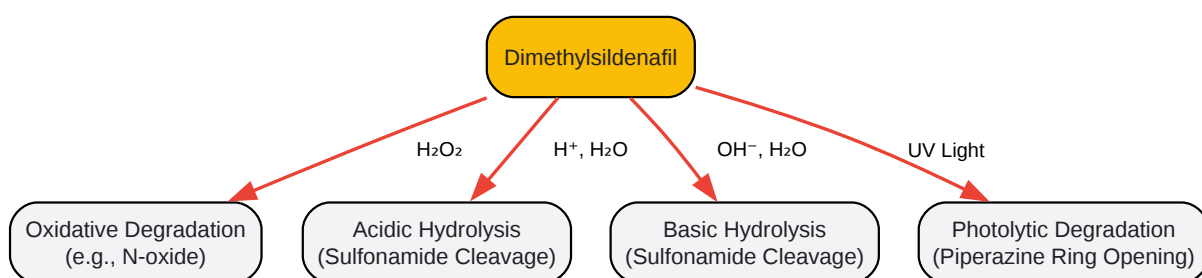 Dimethylsildenafil
H₂O₂
H⁺, H₂O
OH⁻, H₂O
UV Light
Oxidative Degradation
(e.g., N-oxide)
Acidic Hydrolysis
(Sulfonamide Cleavage)
Basic Hydrolysis
(Sulfonamide Cleavage)
Photolytic Degradation
(Piperazine Ring Opening)